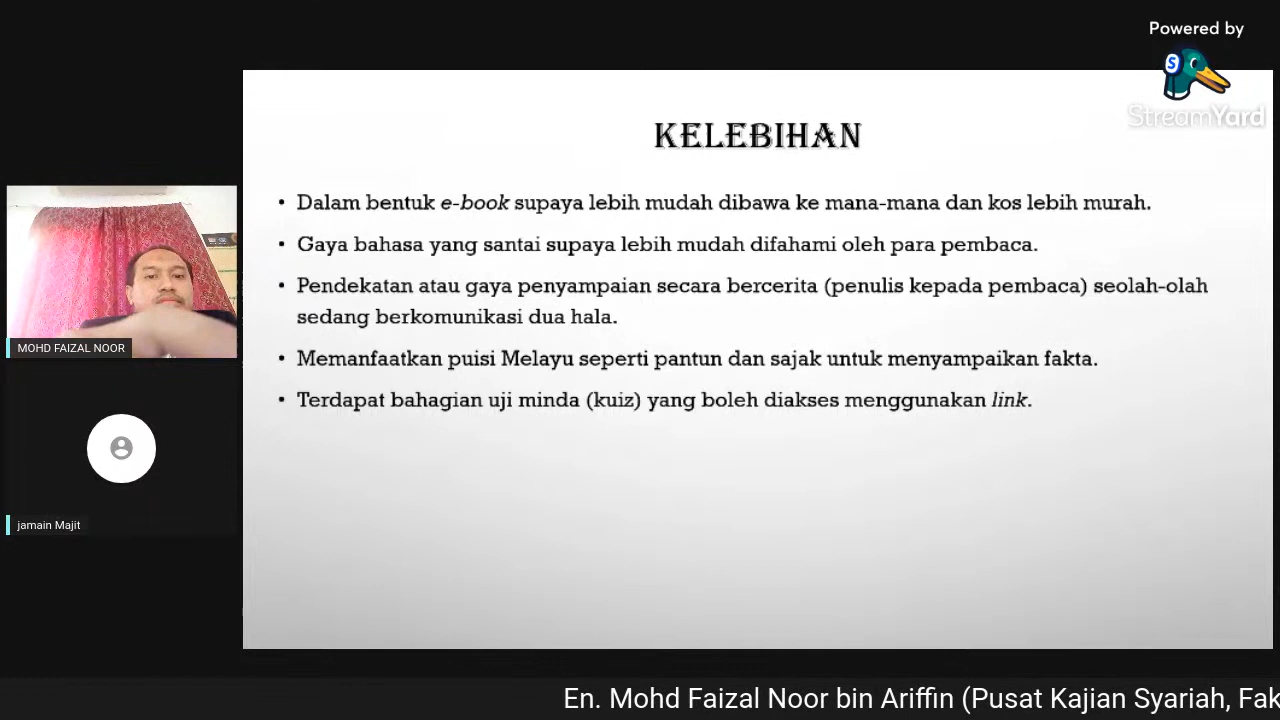 Powered by
StreamYard
KELEBIHAN
• Dalam bentuk e-book supaya lebih mudah dibawa ke mana-mana dan kos lebih murah.
• Gaya bahasa yang santai supaya lebih mudah difahami oleh para pembaca.
• Pendekatan atau gaya penyampaian secara bercerita (penulis kepada pembaca) seolah-olah
sedang berkomunikasi dua hala.
• Memanfaatkan puisi Melayu seperti pantun dan sajak untuk menyampaikan fakta.
• Terdapat bahagian uji minda (kuiz) yang boleh diakses menggunakan link.
MOHD FAIZAL NOOR
jamain Majit
En. Mohd Faizal Noor bin Ariffin (Pusat Kajian Syariah, Fak